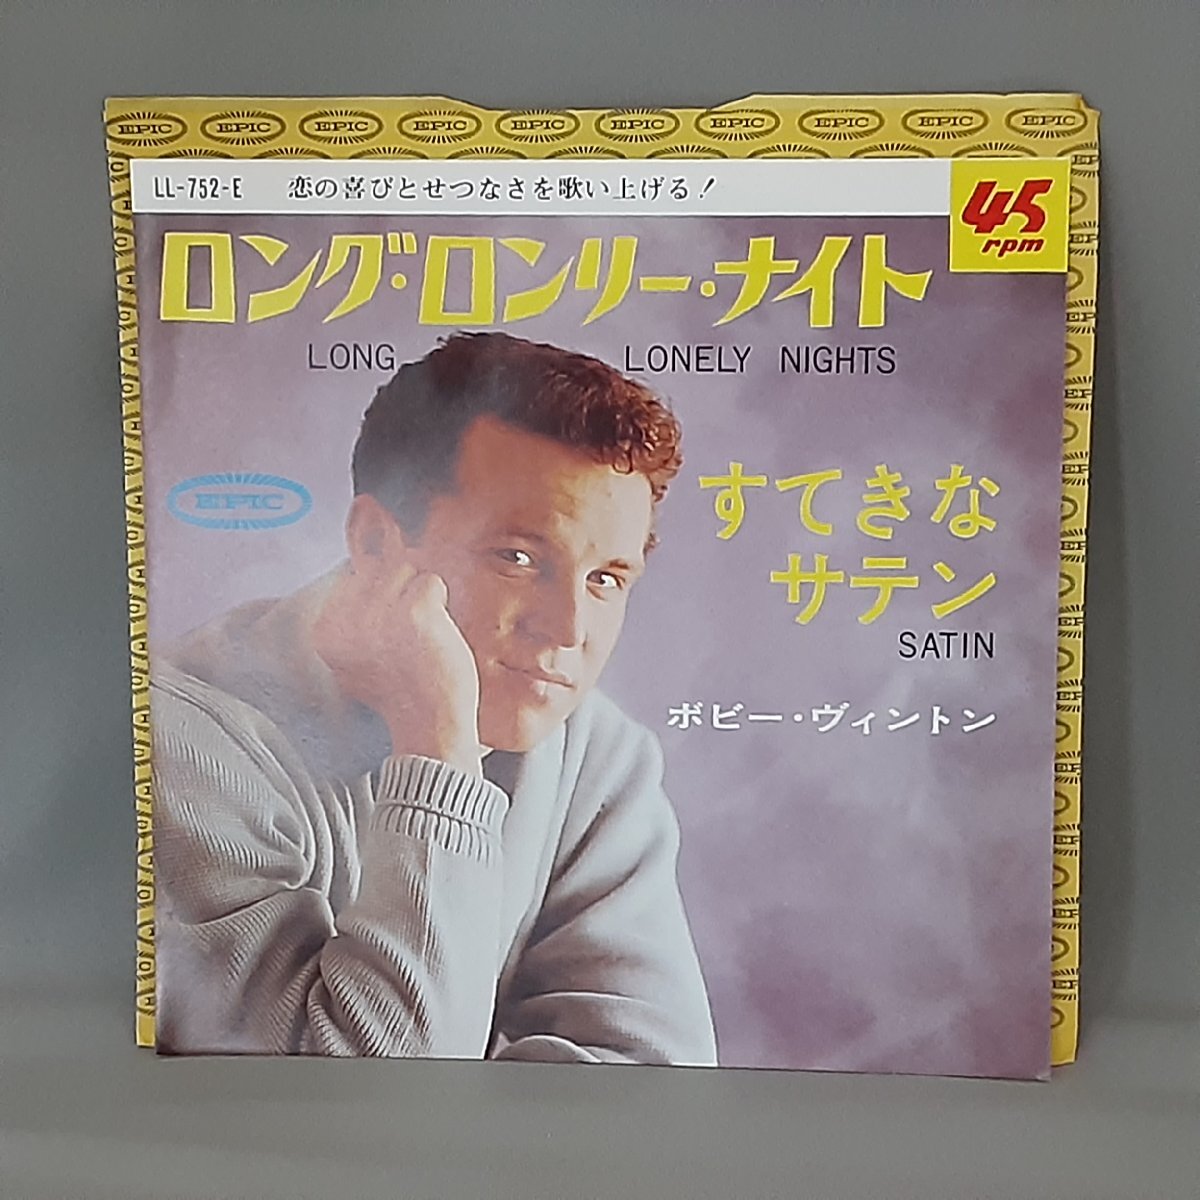 EPIC EPIC EPIC EPIC EPIC EPIC EPIC EPIC EPIC EPIC
LL-752-E 恋の喜びとせつなさを歌い上げる!
45
rpm
ロング・ロンリー・ナイト
LONG LONELY NIGHTS
EPIC
すてきな
サテン
SATIN
ボビー・ヴィントン